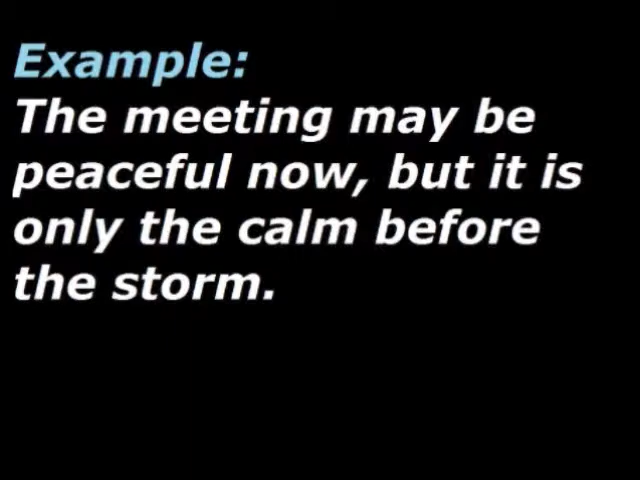 Example:
The meeting may be
peaceful now, but it is
only the calm before
the storm.